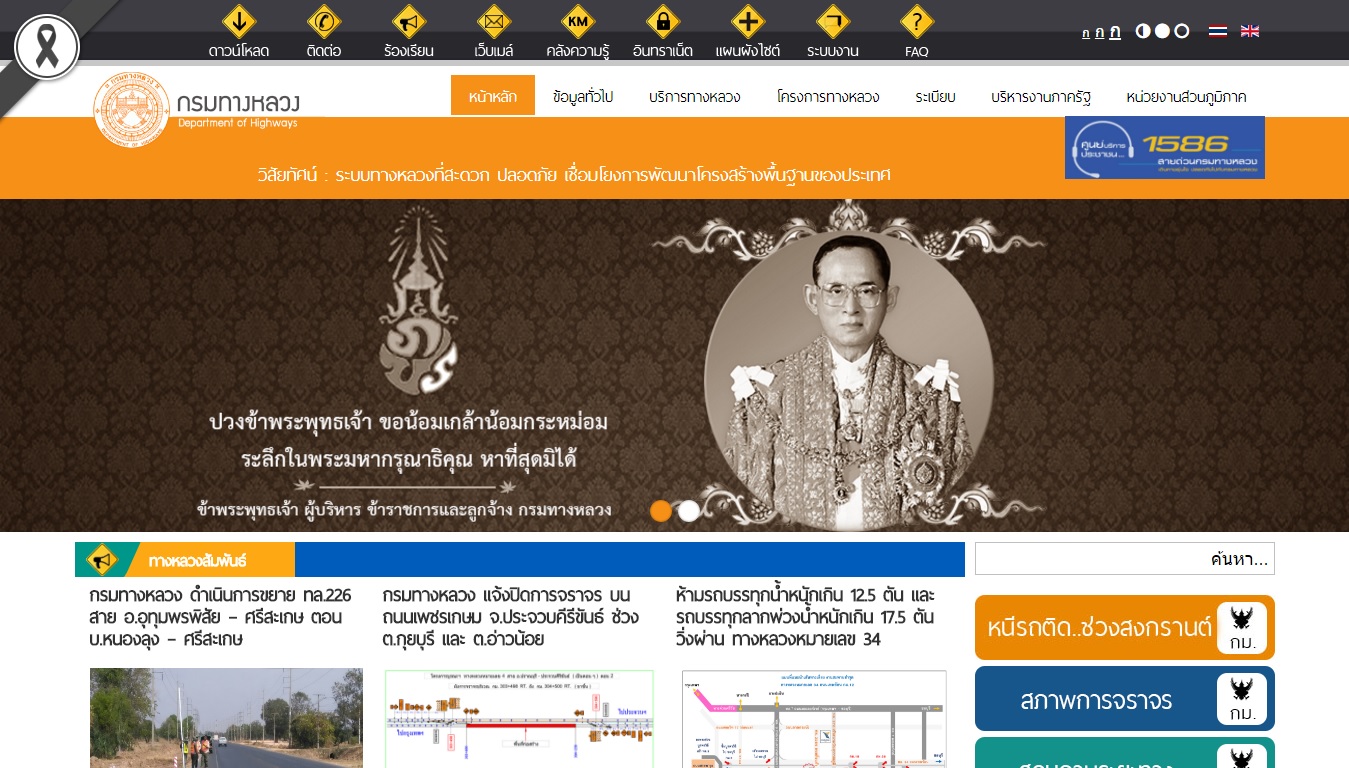 ดาวน์โหลด
ติดต่อ
ร้องเรียน
KM
เว็บเมล์
คลังความรู้
อินทราเน็ต
แผนผังไซต์
ระบบงาน
?
FAQ
ก ก ก
กรมทางหลวง
Department of Highways
หน้าหลัก
ข้อมูลทั่วไป
บริการทางหลวง
โครงการทางหลวง
ระเบียบ
บริหารงานภาครัฐ
หน่วยงานส่วนภูมิภาค
ศูนย์บริการ
ประชาชน...
1586
สายด่วนกรมทางหลวง
วิสัยทัศน์ : ระบบทางหลวงที่สะดวก ปลอดภัย เชื่อมโยงการพัฒนาโครงสร้างพื้นฐานของประเทศ
ปวงข้าพระพุทธเจ้า ขอน้อมเกล้าน้อมกระหม่อม
ระลึกในพระมหากรุณาธิคุณ หาที่สุดมิได้
ข้าพระพุทธเจ้า ผู้บริหาร ข้าราชการและลูกจ้าง กรมทางหลวง
ทางหลวงสัมพันธ์
กรมทางหลวง ดำเนินการขยาย ทล.226
สาย อ.อุทุมพรพิสัย - ศรีสะเกษ ตอน
บ.หนองลุง - ศรีสะเกษ
กรมทางหลวง แจ้งปิดการจราจร บน
ถนนเพชรเกษม จ.ประจวบคีรีขันธ์ ช่วง
ต.กุยบุรี และ ต.อ่าวน้อย
ห้ามรถบรรทุกน้ำหนักเกิน 12.5 ตัน และ
รถบรรทุกลากพ่วงน้ำหนักเกิน 17.5 ตัน
วิ่งผ่าน ทางหลวงหมายเลข 34
ไปประจวบฯ
ไปกรุงเทพฯ
ค้นหา...
หนีรถติด..ช่วงสงกรานต์
กม.
สภาพการจราจร
กม.